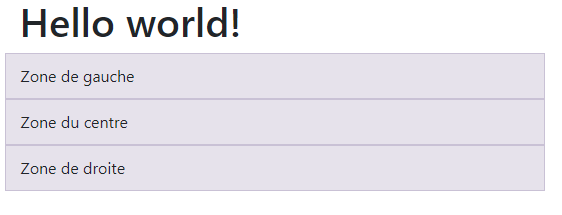 Hello world!
Zone de gauche
Zone du centre
Zone de droite